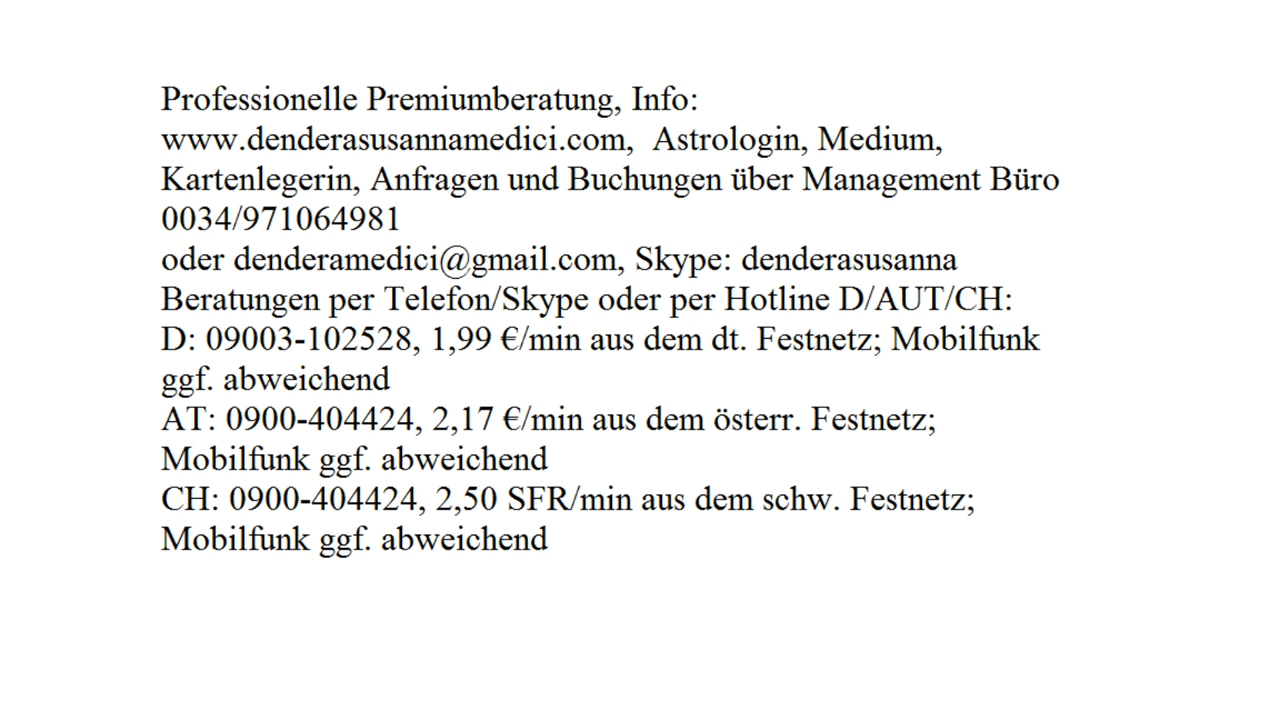 Professionelle Premiumberatung, Info:
www.denderasusannamedici.com,  Astrologin, Medium,
Kartenlegerin, Anfragen und Buchungen über Management Büro
0034/971064981
oder denderamedici@gmail.com, Skype: denderasusanna
Beratungen per Telefon/Skype oder per Hotline D/AUT/CH:
D: 09003-102528, 1,99 €/min aus dem dt. Festnetz; Mobilfunk
ggf. abweichend
AT: 0900-404424, 2,17 €/min aus dem österr. Festnetz;
Mobilfunk ggf. abweichend
CH: 0900-404424, 2,50 SFR/min aus dem schw. Festnetz;
Mobilfunk ggf. abweichend